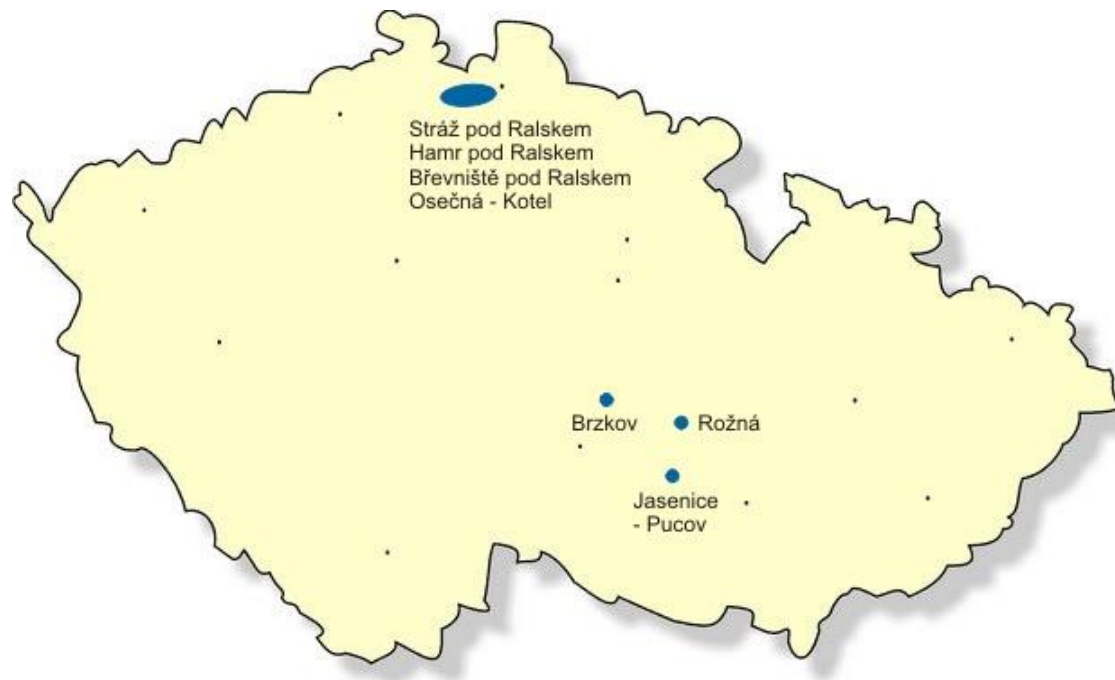 Stráž pod Ralskem
Hamr pod Ralskem
Břevniště pod Ralskem
Osečná - Kotel
Brzkov
Rožná
Jasenice
- Pucov